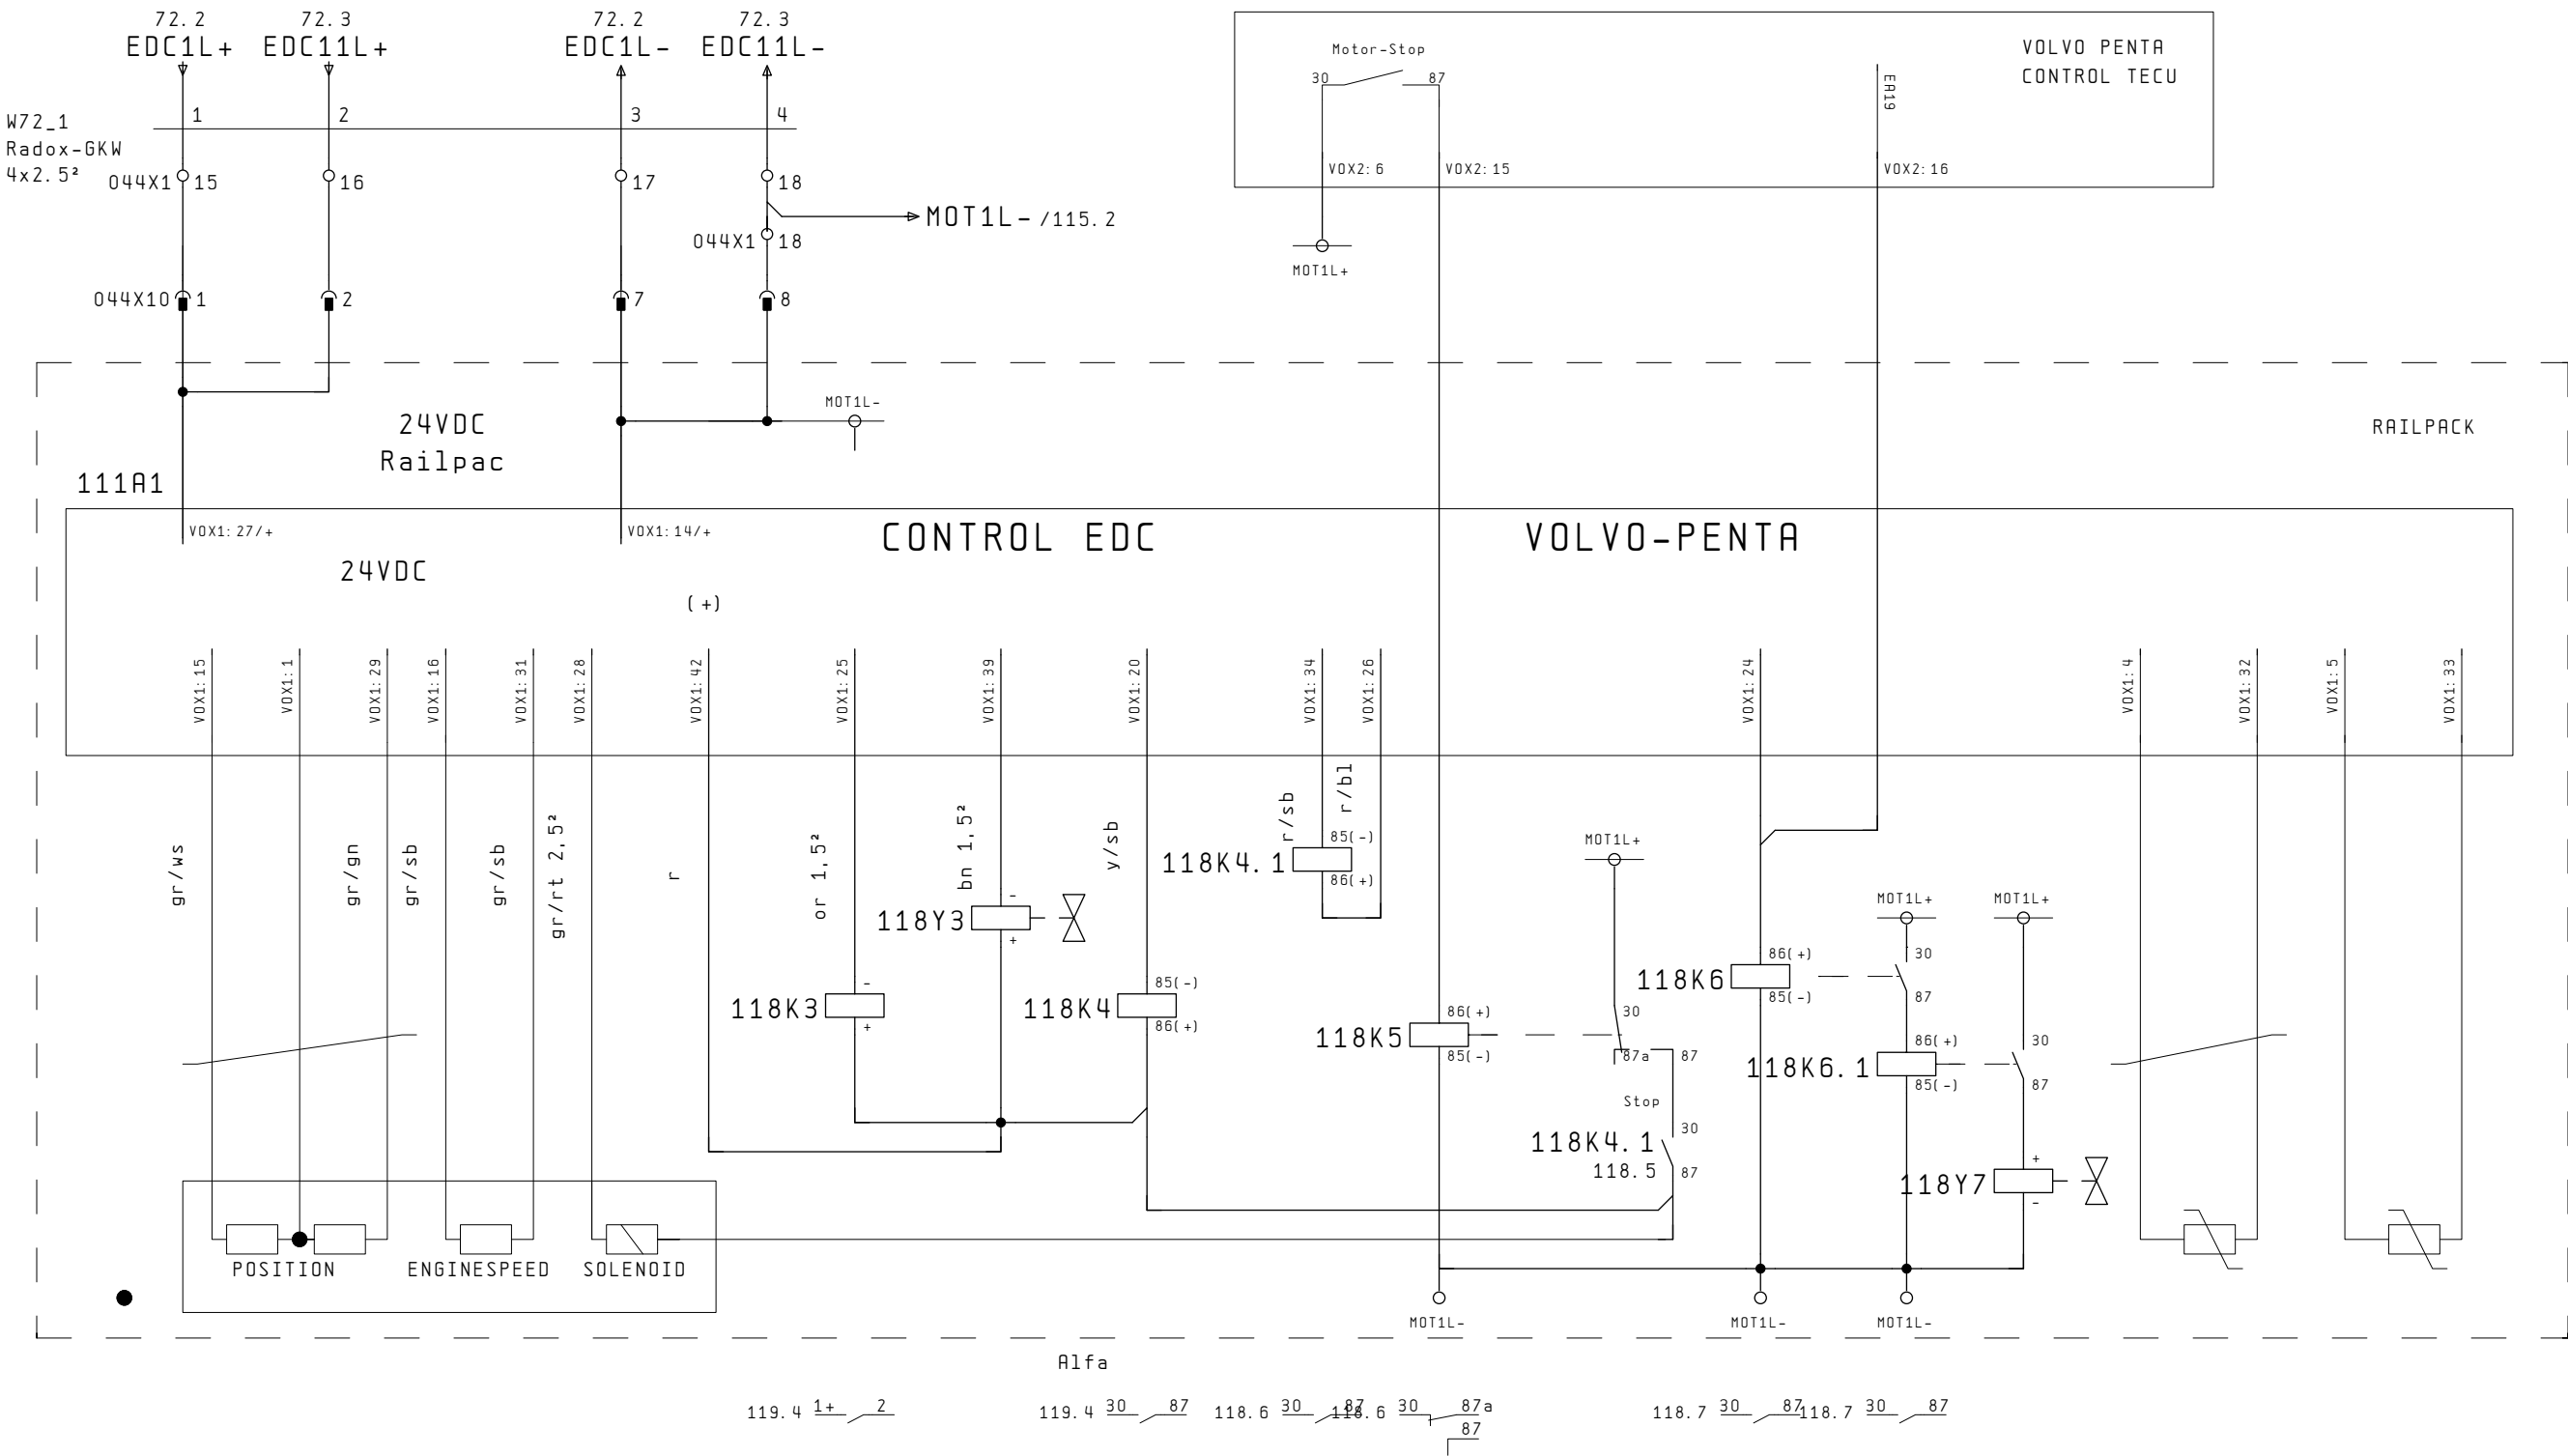 72.2 72.3 72.2 72.3
EDC1L+ EDC11L+ EDC1L- EDC11L-
Motor-Stop
VOLVO PENTA
CONTROL TECU
30 87
EA19
W72_1
Radox-GKW
4x2.5²
1 2 3 4
044X1 15 16 17 18
VOX2:6 VOX2:15 VOX2:16
MOT1L- /115.2
044X1 18
MOT1L+
044X10 1 2 7 8
MOT1L-
24VDC
Railpac
RAILPACK
111A1
VOX1:27/+ VOX1:14/+
CONTROL EDC VOLVO-PENTA
24VDC
(+)
VOX1:15 VOX1:1 VOX1:29 VOX1:16 VOX1:31 VOX1:28 VOX1:42 VOX1:25 VOX1:39 VOX1:20 VOX1:34 VOX1:26 VOX1:24 VOX1:4 VOX1:32 VOX1:5 VOX1:33
gr/ws gr/gn gr/sb gr/sb gr/rt 2,5² r or 1,5² bn 1,5² y/sb r/sb r/bl
118K4.1 85(-)
86(+)
MOT1L+
118Y3 - +
MOT1L+ MOT1L+
118K3 - +
118K4 85(-)
86(+)
118K5 86(+)
85(-)
30
87a 87
118K6 86(+)
85(-)
30
87
118K6.1 86(+)
85(-)
30
87
Stop
118K4.1 30
118.5 87
118Y7 + -
POSITION ENGINESPEED SOLENOID
MOT1L- MOT1L- MOT1L-
Alfa
119.4 1+ 2
119.4 30 87
118.6 30 87
118.6 30 87a
87
118.7 30 87
118.7 30 87